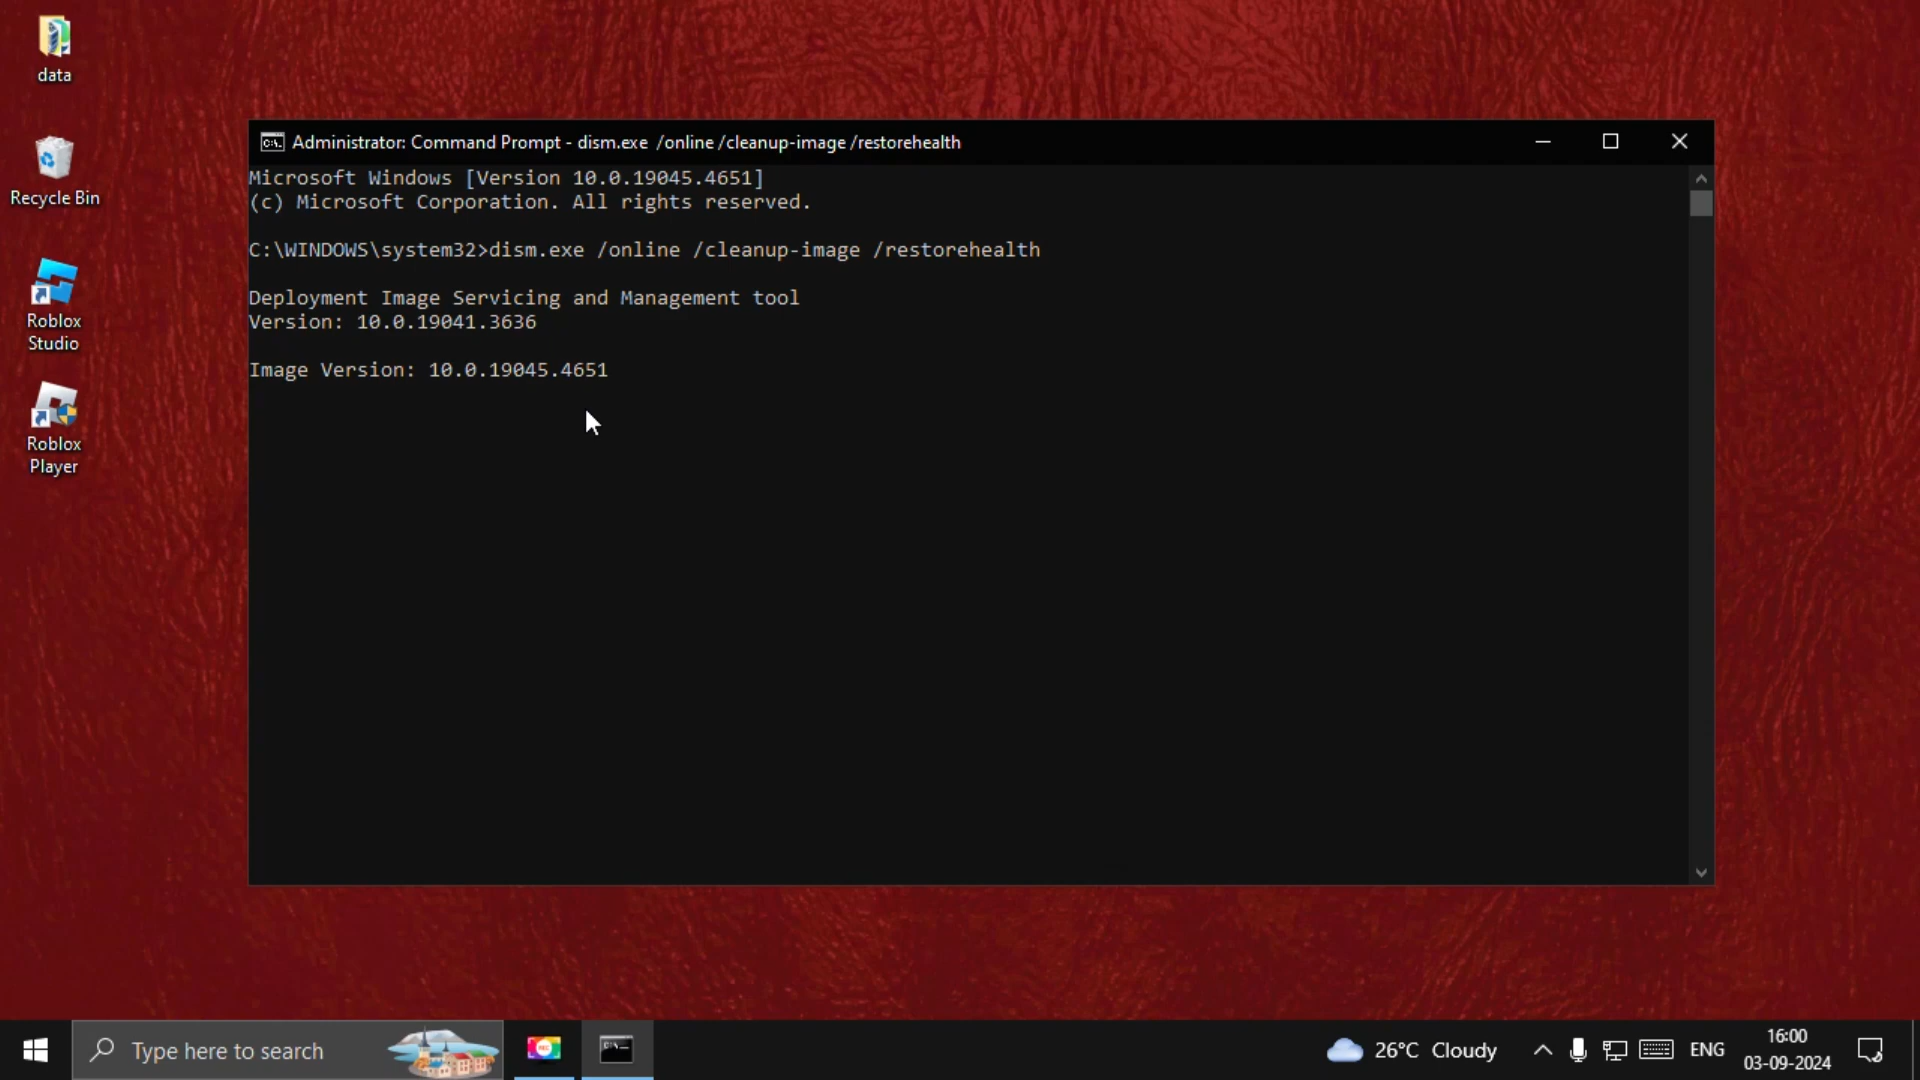 data
Recycle Bin
Roblox
Studio
Roblox
Player
Administrator: Command Prompt - dism.exe  /online /cleanup-image /restorehealth
Microsoft Windows [Version 10.0.19045.4651]
(c) Microsoft Corporation. All rights reserved.
C:\WINDOWS\system32>dism.exe /online /cleanup-image /restorehealth
Deployment Image Servicing and Management tool
Version: 10.0.19041.3636
Image Version: 10.0.19045.4651
Type here to search
REC
26°C Cloudy
ENG
16:00
03-09-2024